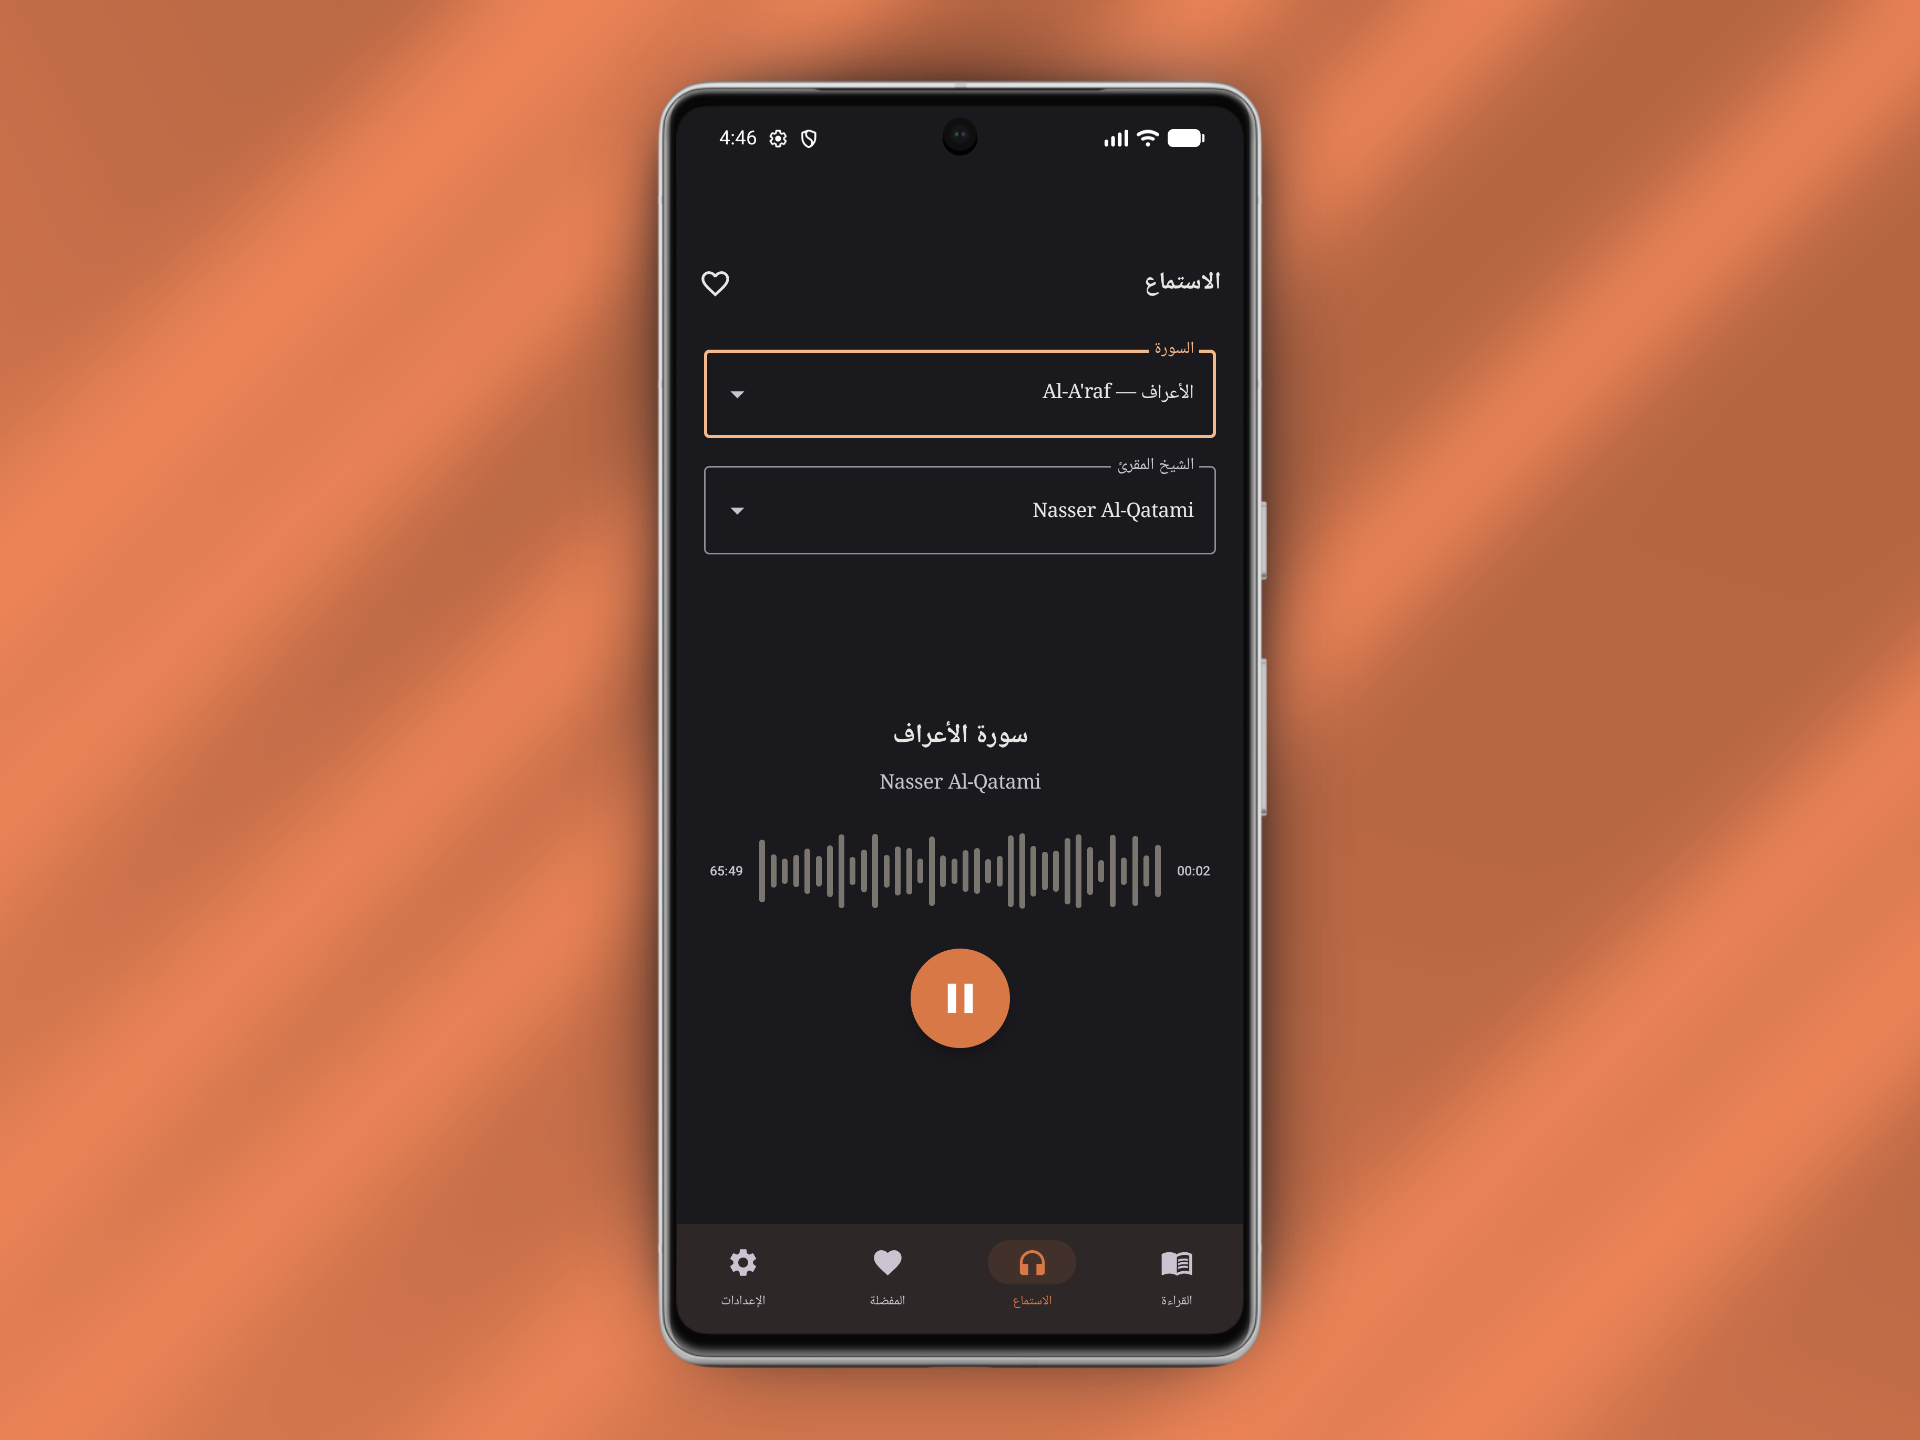 4:46
الاستماع
السورة
الأعراف — Al-A'raf
الشيخ المقرئ
Nasser Al-Qatami
سورة الأعراف
Nasser Al-Qatami
00:02
65:49
القراءة
الاستماع
المفضلة
الإعدادات